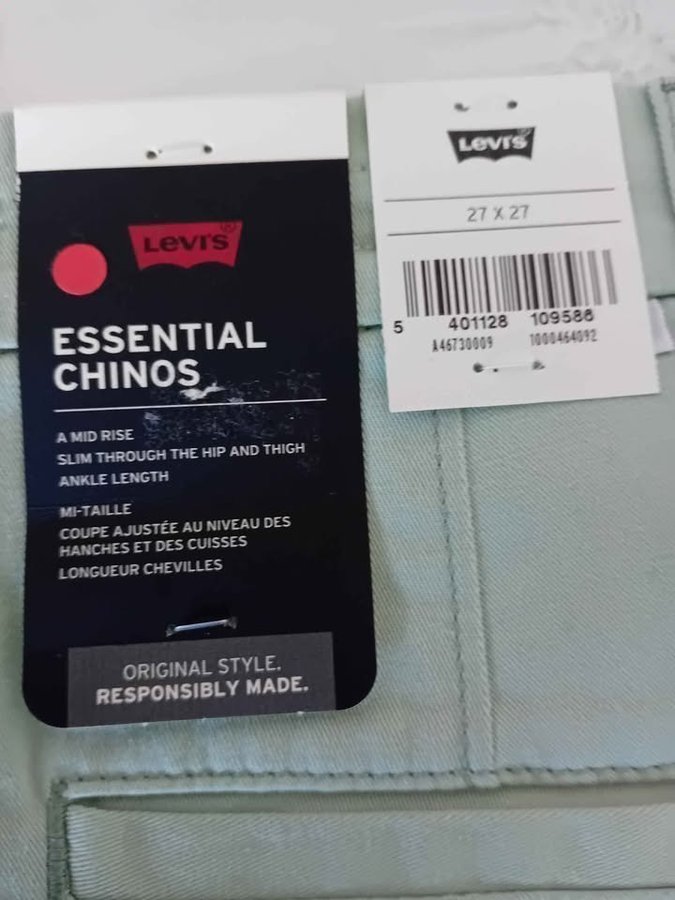 Levi's®
ESSENTIAL
CHINOS
A MID RISE
SLIM THROUGH THE HIP AND THIGH
ANKLE LENGTH
MI-TAILLE
COUPE AJUSTÉE AU NIVEAU DES
HANCHES ET DES CUISSES
LONGUEUR CHEVILLES
ORIGINAL STYLE.
RESPONSIBLY MADE.
Levi's®
27 X 27
5 401128 109588
A46730009 1000464092